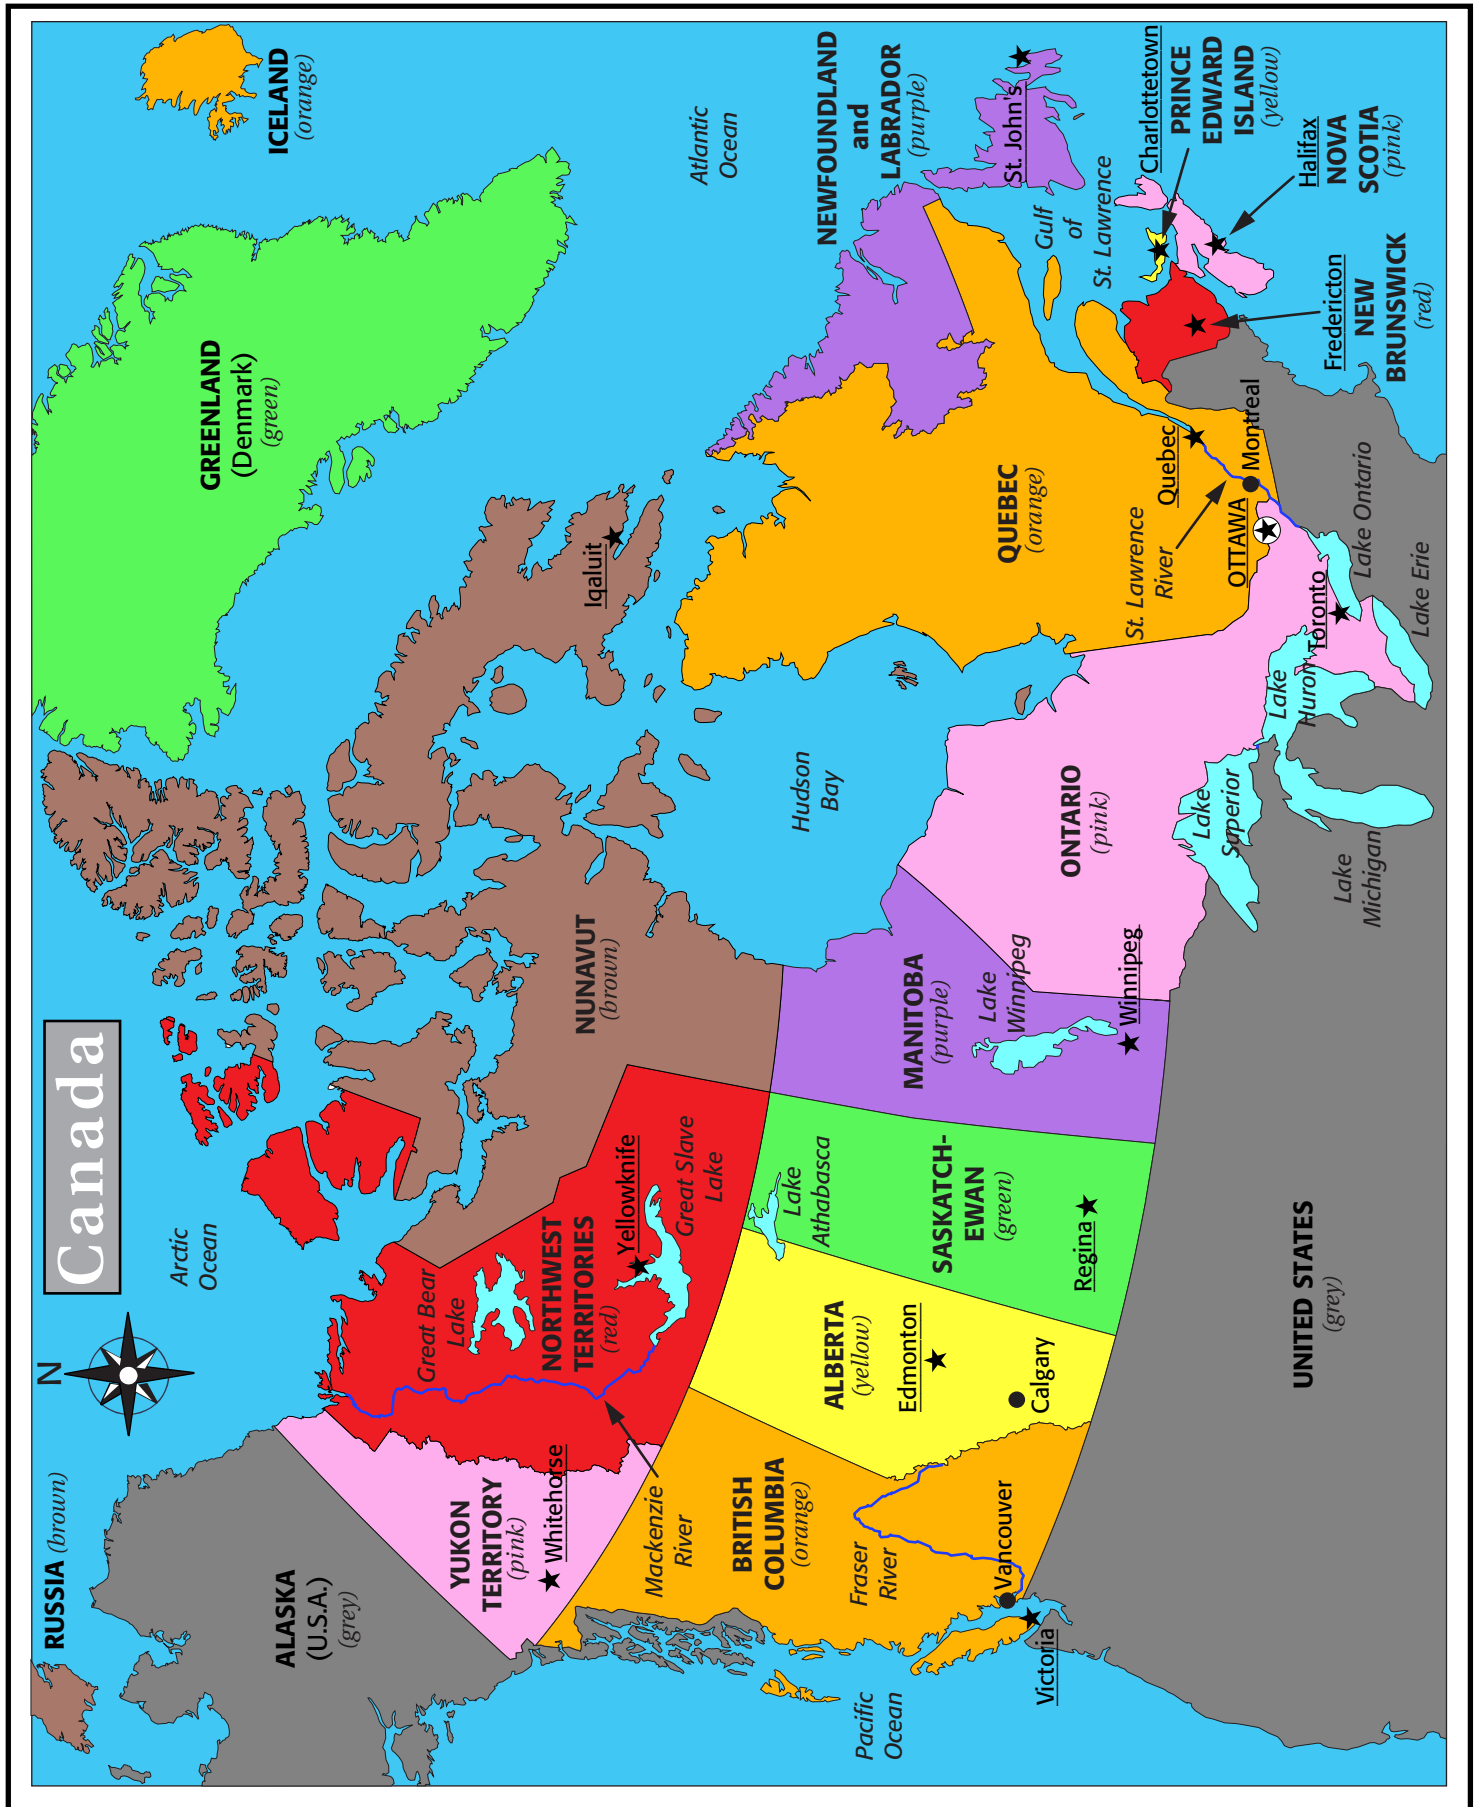 Canada
N
RUSSIA (brown)
ALASKA
(U.S.A.)
(grey)
Arctic
Ocean
GREENLAND
(Denmark)
(green)
ICELAND
(orange)
YUKON
TERRITORY
(pink)
Whitehorse
Mackenzie
River
Great Bear
Lake
NORTHWEST
TERRITORIES
(red)
Yellowknife
Great Slave
Lake
NUNAVUT
(brown)
Iqaluit
Atlantic
Ocean
BRITISH
COLUMBIA
(orange)
Fraser
River
Vancouver
Victoria
Pacific
Ocean
ALBERTA
(yellow)
Edmonton
Calgary
Lake
Athabasca
SASKATCH-
EWAN
(green)
Regina
MANITOBA
(purple)
Lake
Winnipeg
Winnipeg
Hudson
Bay
ONTARIO
(pink)
Lake
Superior
Lake
Michigan
Lake
Huron
Toronto
Lake Ontario
Lake Erie
OTTAWA
QUEBEC
(orange)
St. Lawrence
River
Quebec
Montreal
NEWFOUNDLAND
and
LABRADOR
(purple)
St. John's
Gulf
of
St. Lawrence
Charlottetown
PRINCE
EDWARD
ISLAND
(yellow)
Halifax
NOVA
SCOTIA
(pink)
Fredericton
NEW
BRUNSWICK
(red)
UNITED STATES
(grey)